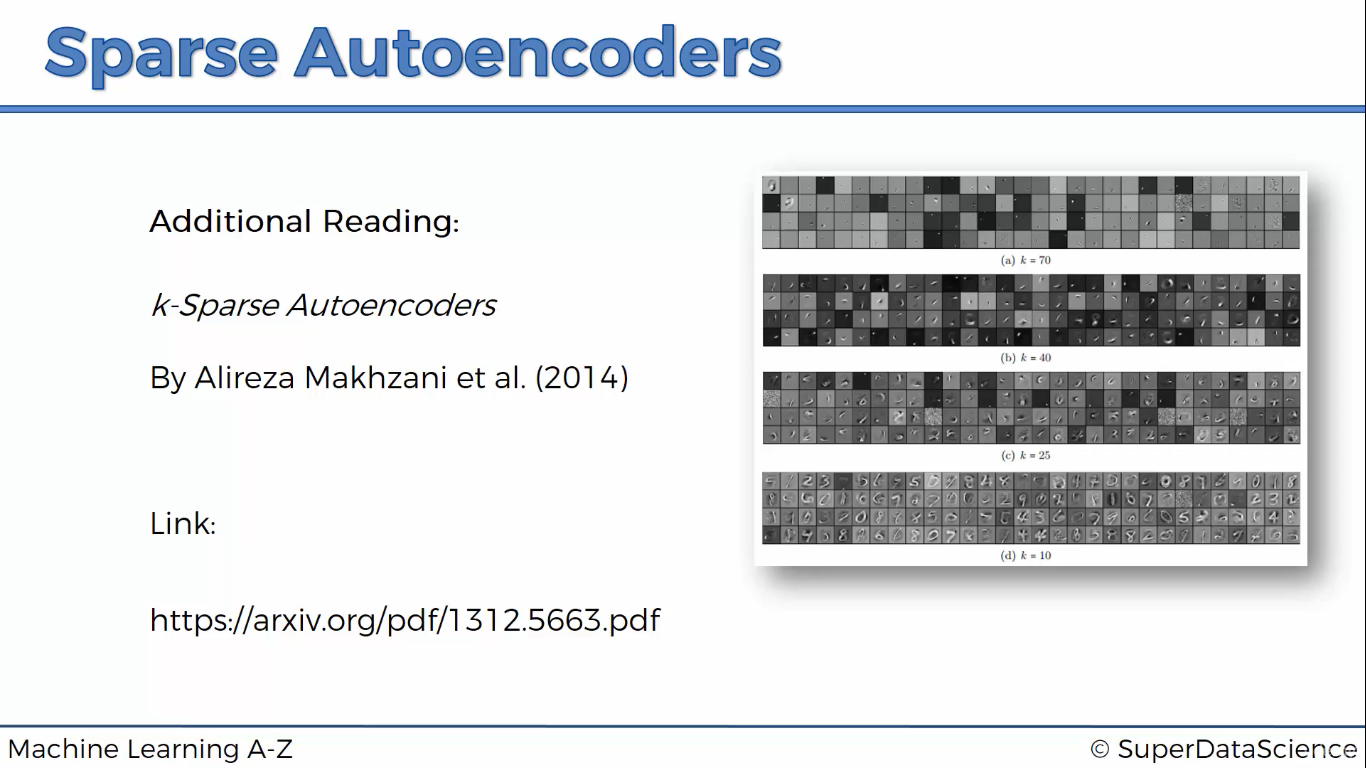 Sparse Autoencoders
Additional Reading:
k-Sparse Autoencoders
By Alireza Makhzani et al. (2014)
Link:
https://arxiv.org/pdf/1312.5663.pdf
(a) k = 70
(b) k = 40
(c) k = 25
(d) k = 10
Machine Learning A-Z
© SuperDataScience